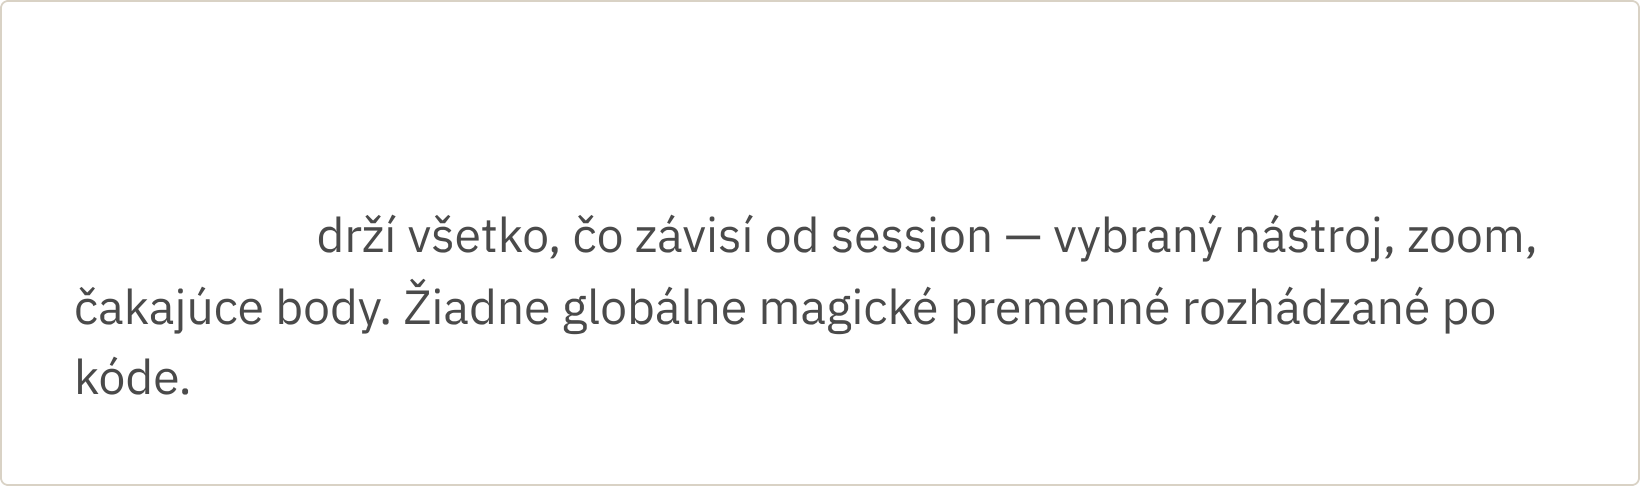 drží všetko, čo závisí od session — vybraný nástroj, zoom,
čakajúce body. Žiadne globálne magické premenné rozhádzané po
kóde.